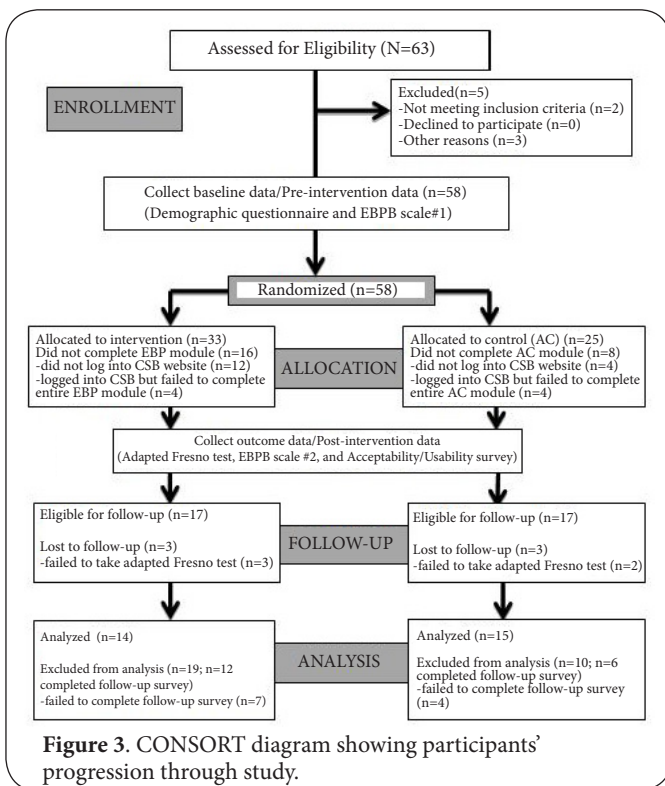 Assessed for Eligibility (N=63)
ENROLLMENT
Excluded(n=5)
-Not meeting inclusion criteria (n=2)
-Declined to participate (n=0)
-Other reasons (n=3)
Collect baseline data/Pre-intervention data (n=58)
(Demographic questionnaire and EBPB scale#1)
Randomized (n=58)
Allocated to intervention (n=33)
Did not complete EBP module (n=16)
-did not log into CSB website (n=12)
-logged into CSB but failed to complete
entire EBP module (n=4)
ALLOCATION
Allocated to control (AC) (n=25)
Did not complete AC module (n=8)
-did not log into CSB website (n=4)
-logged into CSB but failed to complete
entire AC module (n=4)
Collect outcome data/Post-intervention data
(Adapted Fresno test, EBPB scale #2, and Acceptability/Usability survey)
Eligible for follow-up (n=17)
Lost to follow-up (n=3)
-failed to take adapted Fresno test (n=3)
FOLLOW-UP
Eligible for follow-up (n=17)
Lost to follow-up (n=3)
-failed to take adapted Fresno test (n=2)
Analyzed (n=14)
Excluded from analysis (n=19; n=12
completed follow-up survey)
-failed to complete follow-up survey (n=7)
ANALYSIS
Analyzed (n=15)
Excluded from analysis (n=10; n=6
completed follow-up survey)
-failed to complete follow-up survey
(n=4)
Figure 3. CONSORT diagram showing participants'
progression through study.